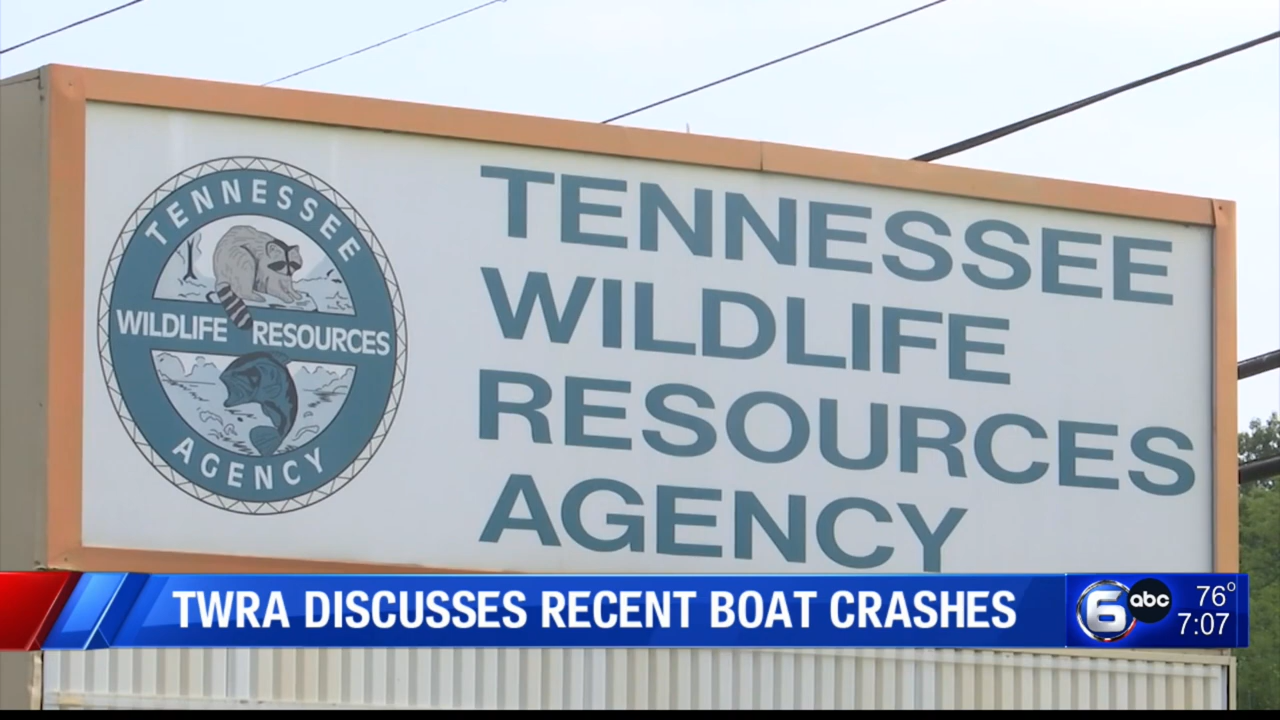 TENNESSEE
WILDLIFE RESOURCES
AGENCY
TENNESSEE
WILDLIFE
RESOURCES
AGENCY
TWRA DISCUSSES RECENT BOAT CRASHES
6 abc
76°
7:07